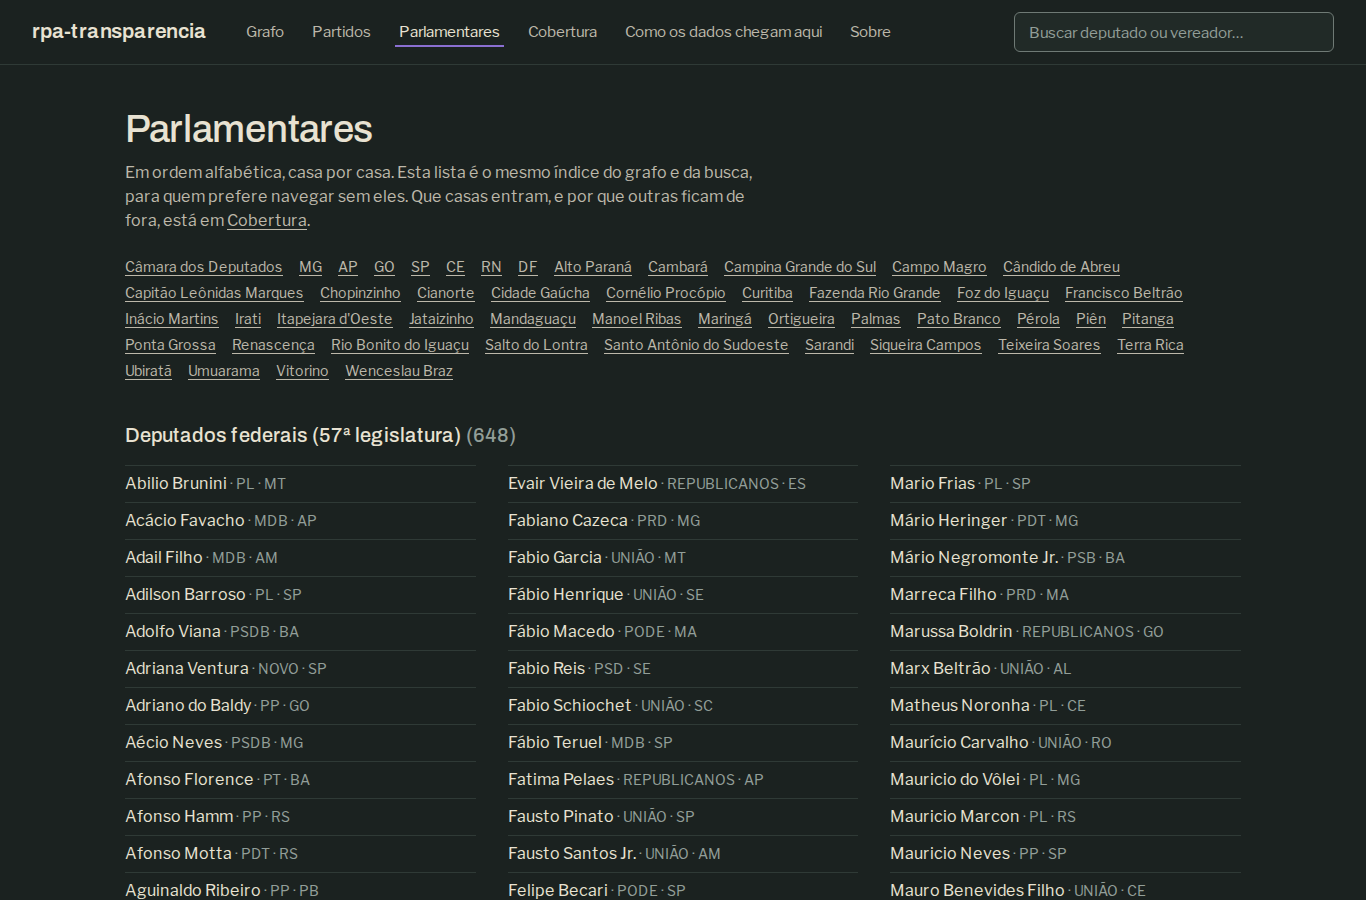 rpa-transparencia Grafo Partidos Parlamentares Cobertura Como os dados chegam aqui Sobre Buscar deputado ou vereador...
Parlamentares
Em ordem alfabética, casa por casa. Esta lista é o mesmo índice do grafo e da busca,
para quem prefere navegar sem eles. Que casas entram, e por que outras ficam de
fora, está em Cobertura.
Câmara dos Deputados MG AP GO SP CE RN DF Alto Paraná Cambará Campina Grande do Sul Campo Magro Cândido de Abreu
Capitão Leônidas Marques Chopinzinho Cianorte Cidade Gaúcha Cornélio Procópio Curitiba Fazenda Rio Grande Foz do Iguaçu Francisco Beltrão
Inácio Martins Irati Itapejara d'Oeste Jataizinho Mandaguaçu Manoel Ribas Maringá Ortigueira Palmas Pato Branco Pérola Piên Pitanga
Ponta Grossa Renascença Rio Bonito do Iguaçu Salto do Lontra Santo Antônio do Sudoeste Sarandi Siqueira Campos Teixeira Soares Terra Rica
Ubiratã Umuarama Vitorino Wenceslau Braz
Deputados federais (57ª legislatura) (648)
Abilio Brunini · PL · MT
Acácio Favacho · MDB · AP
Adail Filho · MDB · AM
Adilson Barroso · PL · SP
Adolfo Viana · PSDB · BA
Adriana Ventura · NOVO · SP
Adriano do Baldy · PP · GO
Aécio Neves · PSDB · MG
Afonso Florence · PT · BA
Afonso Hamm · PP · RS
Afonso Motta · PDT · RS
Aguinaldo Ribeiro · PP · PB
Evair Vieira de Melo · REPUBLICANOS · ES
Fabiano Cazeca · PRD · MG
Fabio Garcia · UNIÃO · MT
Fábio Henrique · UNIÃO · SE
Fábio Macedo · PODE · MA
Fabio Reis · PSD · SE
Fabio Schiochet · UNIÃO · SC
Fábio Teruel · MDB · SP
Fatima Pelaes · REPUBLICANOS · AP
Fausto Pinato · UNIÃO · SP
Fausto Santos Jr. · UNIÃO · AM
Felipe Becari · PODE · SP
Mario Frias · PL · SP
Mário Heringer · PDT · MG
Mário Negromonte Jr. · PSB · BA
Marreca Filho · PRD · MA
Marussa Boldrin · REPUBLICANOS · GO
Marx Beltrão · UNIÃO · AL
Matheus Noronha · PL · CE
Maurício Carvalho · UNIÃO · RO
Mauricio do Vôlei · PL · MG
Mauricio Marcon · PL · RS
Mauricio Neves · PP · SP
Mauro Benevides Filho · UNIÃO · CE